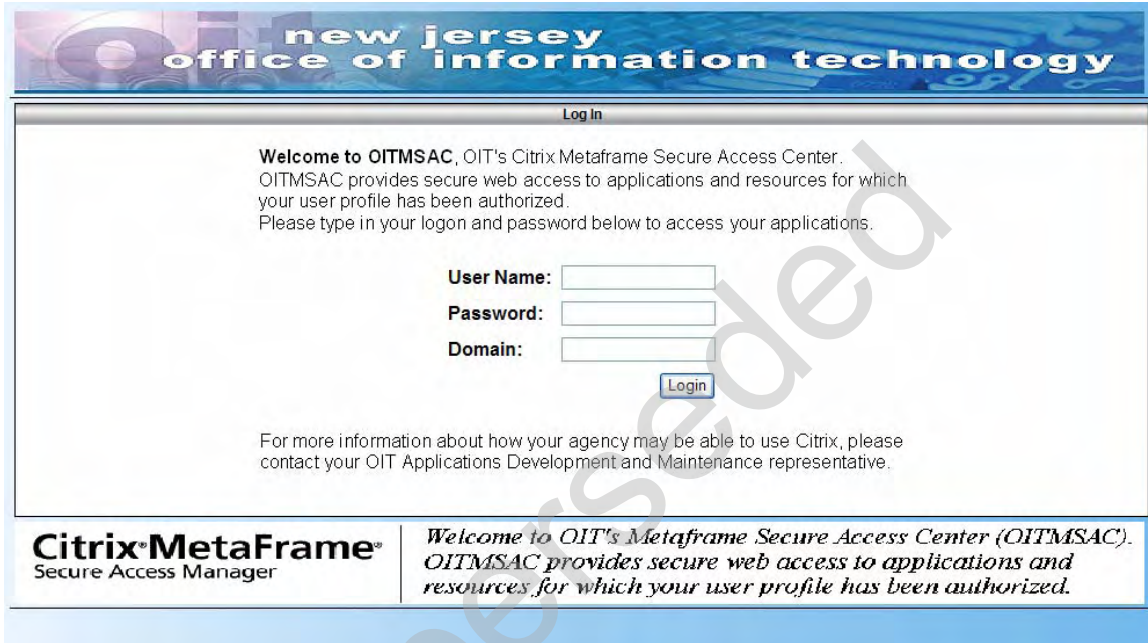 new jersey
office of information technology
Log In
Welcome to OITMSAC, OIT's Citrix Metaframe Secure Access Center.
OITMSAC provides secure web access to applications and resources for which
your user profile has been authorized.
Please type in your logon and password below to access your applications.
User Name:
Password:
Domain:
Login
For more information about how your agency may be able to use Citrix, please
contact your OIT Applications Development and Maintenance representative.
Citrix® MetaFrame®
Secure Access Manager
Welcome to OIT's Metaframe Secure Access Center (OITMSAC).
OITMSAC provides secure web access to applications and
resources for which your user profile has been authorized.
perseded